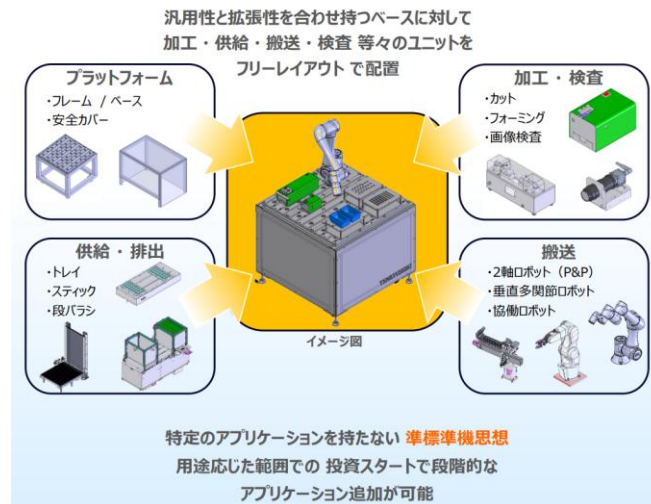 汎用性と拡張性を合わせ持つベースに対して
加工・供給・搬送・検査 等々のユニットを
フリーレイアウト で配置
プラットフォーム
・フレーム / ベース
・安全カバー
加工・検査
・カット
・フォーミング
・画像検査
供給・排出
・トレイ
・スティック
・段バラシ
イメージ図
搬送
・2軸ロボット（P&P）
・垂直多関節ロボット
・協働ロボット
特定のアプリケーションを持たない 準標準機思想
用途応じた範囲での 投資スタートで段階的な
アプリケーション追加が可能